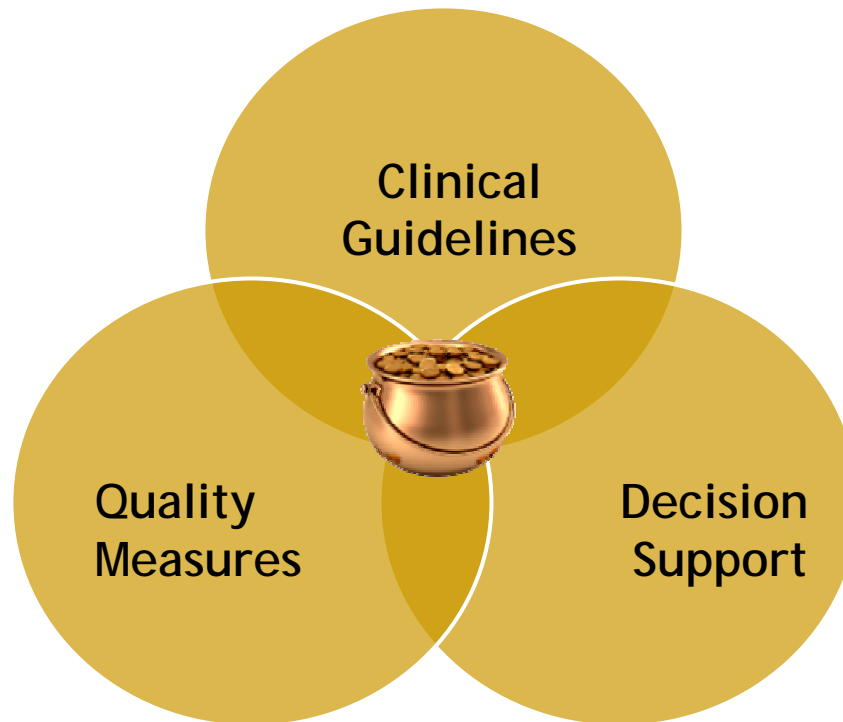 Clinical
Guidelines
Quality
Measures
Decision
Support